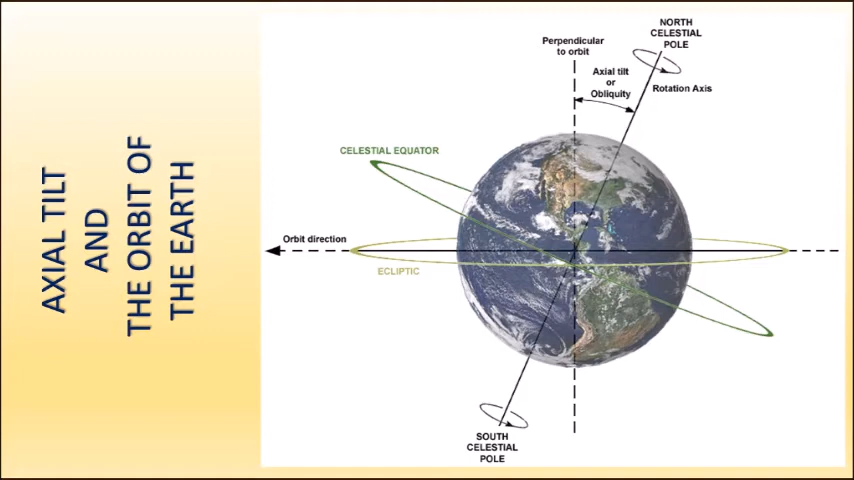 AXIAL TILT
AND
THE ORBIT OF
THE EARTH
NORTH
CELESTIAL
POLE
Perpendicular
to orbit
Axial tilt
or
Obliquity
Rotation Axis
CELESTIAL EQUATOR
Orbit direction
ECLIPTIC
SOUTH
CELESTIAL
POLE